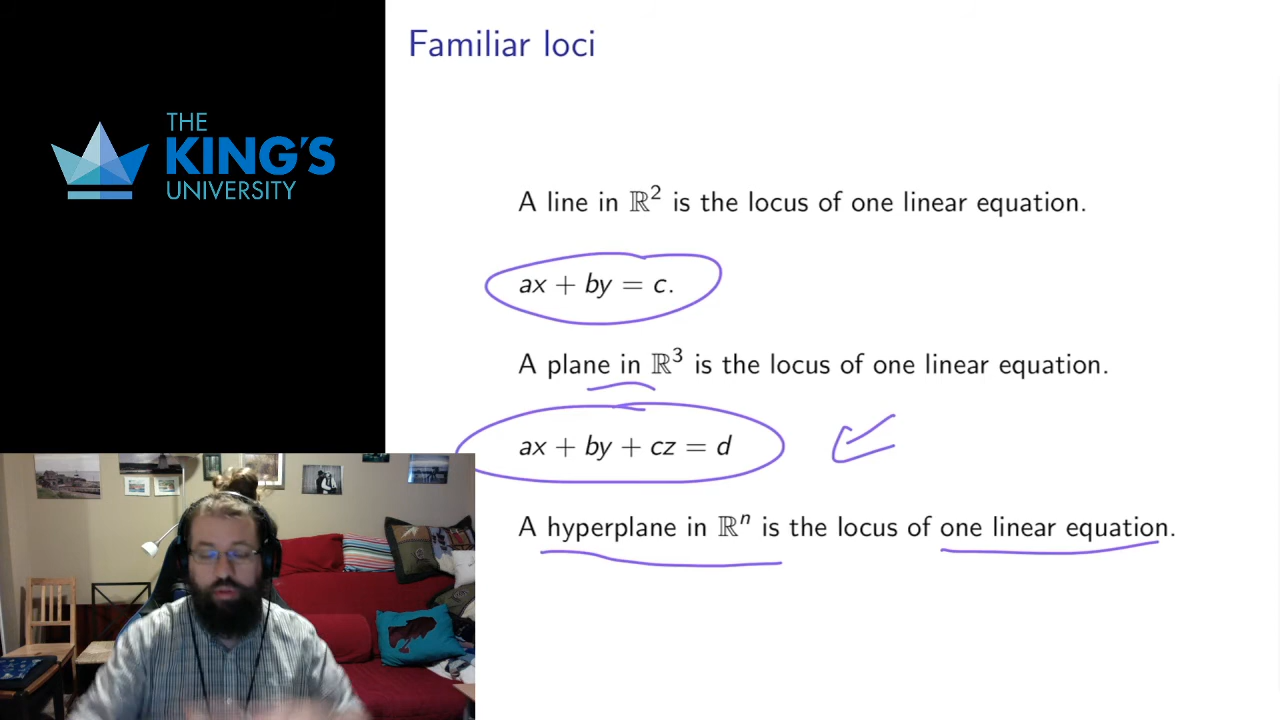 Familiar loci
THE
KING'S
UNIVERSITY
A line in ℝ² is the locus of one linear equation.
ax + by = c.
A plane in ℝ³ is the locus of one linear equation.
ax + by + cz = d
A hyperplane in ℝⁿ is the locus of one linear equation.